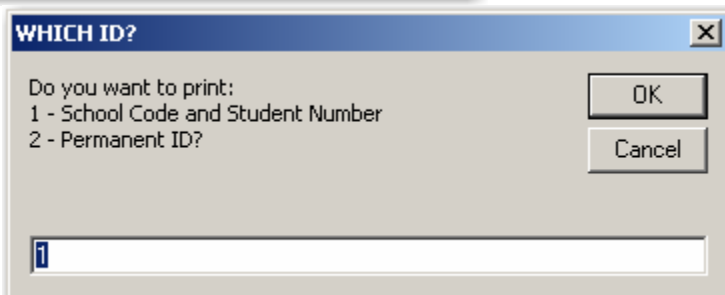 WHICH ID?
Do you want to print:
1 - School Code and Student Number
2 - Permanent ID?
OK
Cancel
1